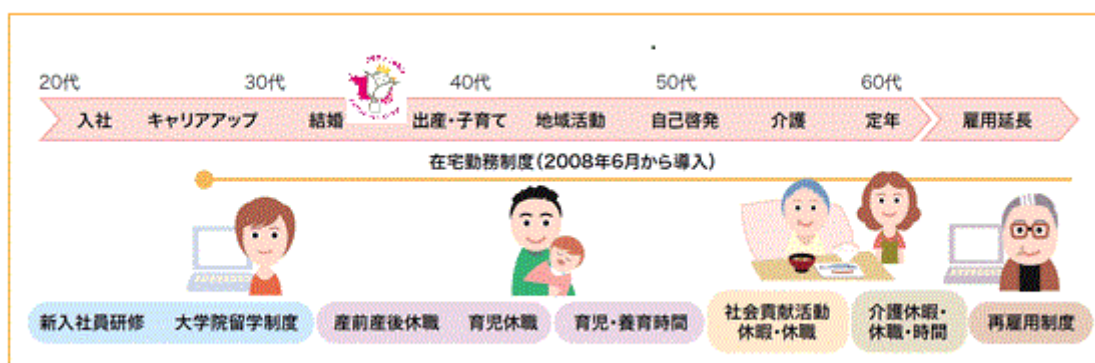 20代 30代 40代 50代 60代
入社 キャリアアップ 結婚 出産・子育て 地域活動 自己啓発 介護 定年 雇用延長
在宅勤務制度(2008年6月から導入)
新入社員研修 大学院留学制度
産前産後休職 育児休職
育児・養育時間
社会貢献活動
休暇・休職
介護休暇・
休職・時間
再雇用制度